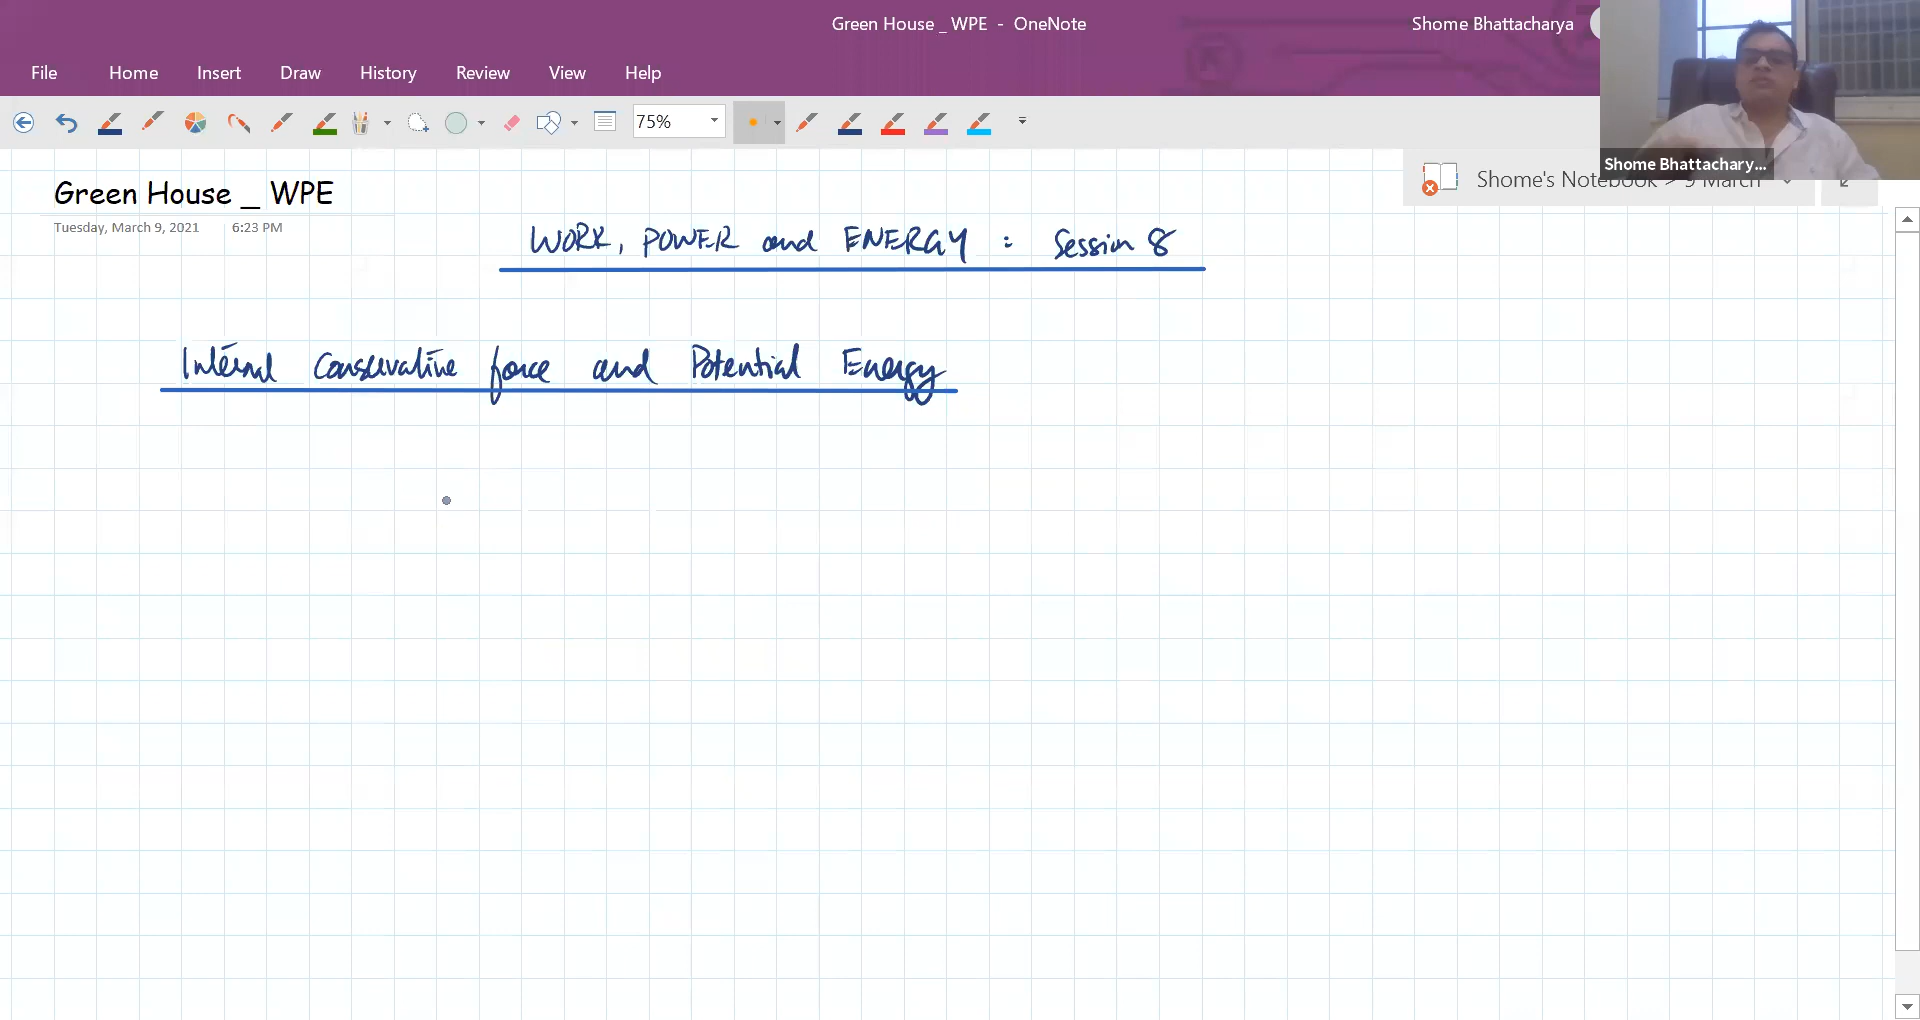 Green House _ WPE - OneNote
Shome Bhattacharya
File Home Insert Draw History Review View Help
75%
Shome Bhattachary...
Shome's Notebook > 9 March
Green House _ WPE
Tuesday, March 9, 2021 6:23 PM
WORK, POWER and ENERGY : Session 8
Internal Conservative force and Potential Energy